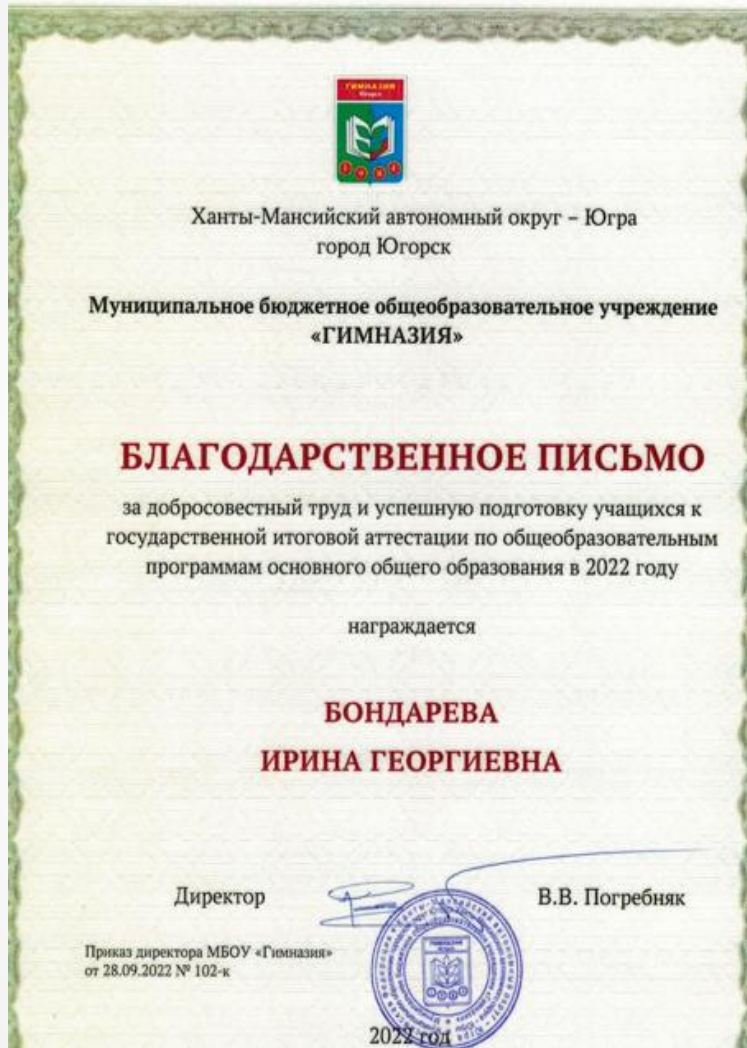 ГИМНАЗИЯ
Югорск
Ханты-Мансийский автономный округ – Югра
город Югорск
Муниципальное бюджетное общеобразовательное учреждение
«ГИМНАЗИЯ»
БЛАГОДАРСТВЕННОЕ ПИСЬМО
за добросовестный труд и успешную подготовку учащихся к
государственной итоговой аттестации по общеобразовательным
программам основного общего образования в 2022 году
награждается
БОНДАРЕВА
ИРИНА ГЕОРГИЕВНА
Директор
В.В. Погребняк
Приказ директора МБОУ «Гимназия»
от 28.09.2022 № 102-к
2022 год